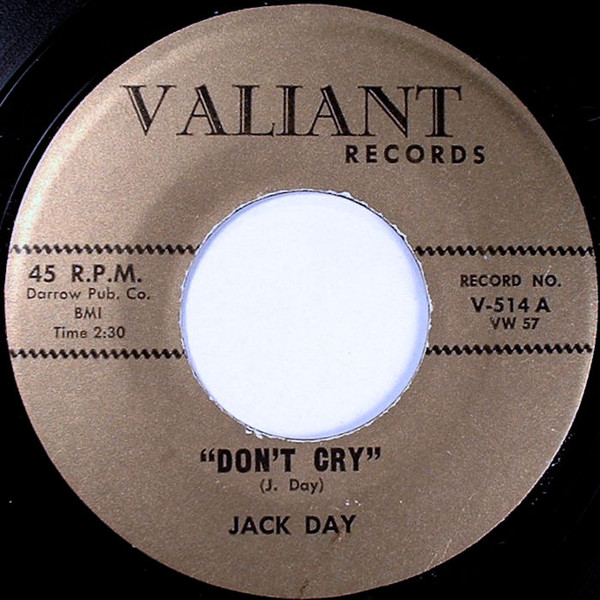 VALIANT
RECORDS
45 R.P.M.
Darrow Pub. Co.
BMI
Time 2:30
RECORD NO.
V-514 A
VW 57
"DON'T CRY"
(J. Day)
JACK DAY